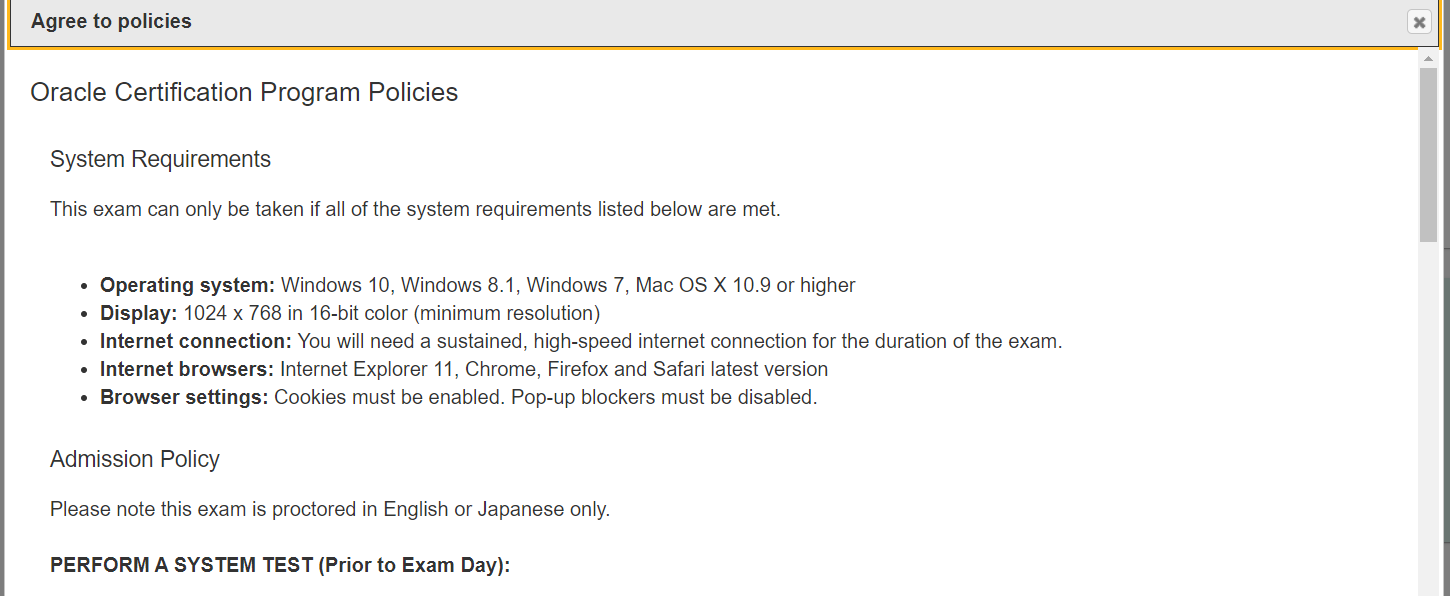 Agree to policies
Oracle Certification Program Policies
System Requirements
This exam can only be taken if all of the system requirements listed below are met.
• Operating system: Windows 10, Windows 8.1, Windows 7, Mac OS X 10.9 or higher
• Display: 1024 x 768 in 16-bit color (minimum resolution)
• Internet connection: You will need a sustained, high-speed internet connection for the duration of the exam.
• Internet browsers: Internet Explorer 11, Chrome, Firefox and Safari latest version
• Browser settings: Cookies must be enabled. Pop-up blockers must be disabled.
Admission Policy
Please note this exam is proctored in English or Japanese only.
PERFORM A SYSTEM TEST (Prior to Exam Day):